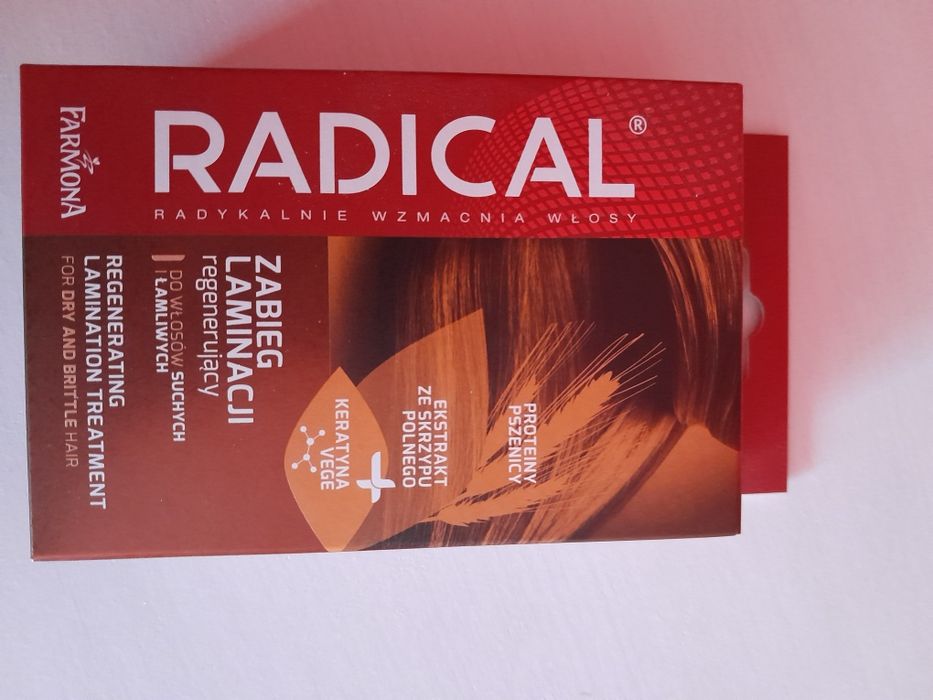 RADICAL®
RADYKALNIE WZMACNIA WŁOSY
FARMONA
PROTEINY
PSZENICY
EKSTRAKT
ZE SKRZYPU
POLNEGO
KERATYNA
VEGE
ZABIEG
LAMINACJI
regenerujący
DO WŁOSÓW SUCHYCH
I ŁAMLIWYCH
REGENERATING
LAMINATION TREATMENT
FOR DRY AND BRITTLE HAIR